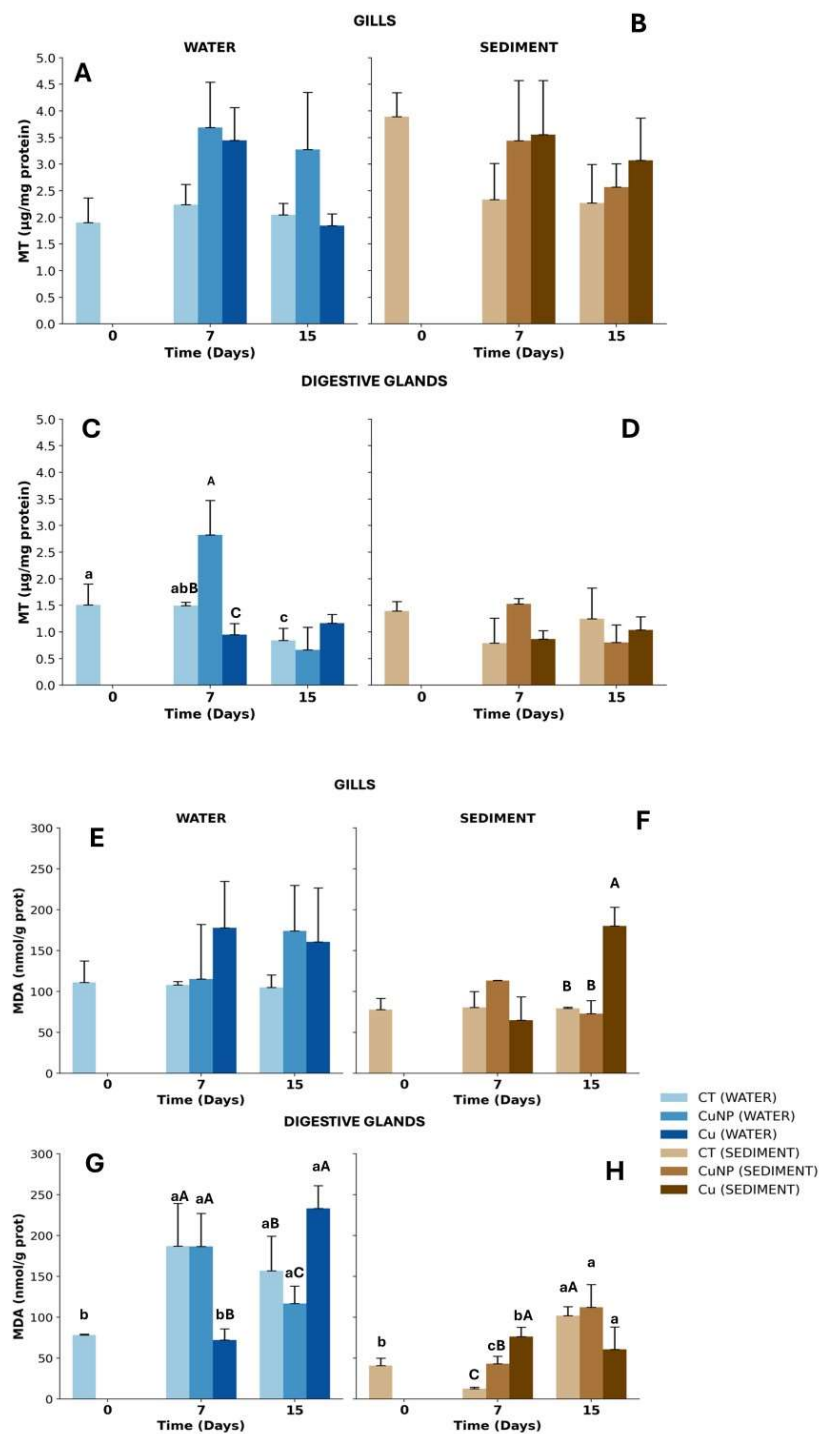 GILLS
B
WATER
SEDIMENT
A
MT (µg/mg protein)
5.0
4.5
4.0
3.5
3.0
2.5
2.0
1.5
1.0
0.5
0.0
0
7
15
0
7
15
Time (Days)
Time (Days)
DIGESTIVE GLANDS
C
D
MT (µg/mg protein)
5.0
4.5
4.0
3.5
3.0
2.5
2.0
1.5
1.0
0.5
0.0
a
abB
A
C
c
0
7
15
0
7
15
Time (Days)
Time (Days)
GILLS
WATER
SEDIMENT
E
F
MDA (nmol/g prot)
300
250
200
150
100
50
0
B
B
A
0
7
15
0
7
15
Time (Days)
Time (Days)
CT (WATER)
CuNP (WATER)
Cu (WATER)
CT (SEDIMENT)
CuNP (SEDIMENT)
Cu (SEDIMENT)
DIGESTIVE GLANDS
G
H
MDA (nmol/g prot)
300
250
200
150
100
50
0
b
aA
aA
bB
aB
aC
aA
b
C
cB
bA
aA
a
a
0
7
15
0
7
15
Time (Days)
Time (Days)